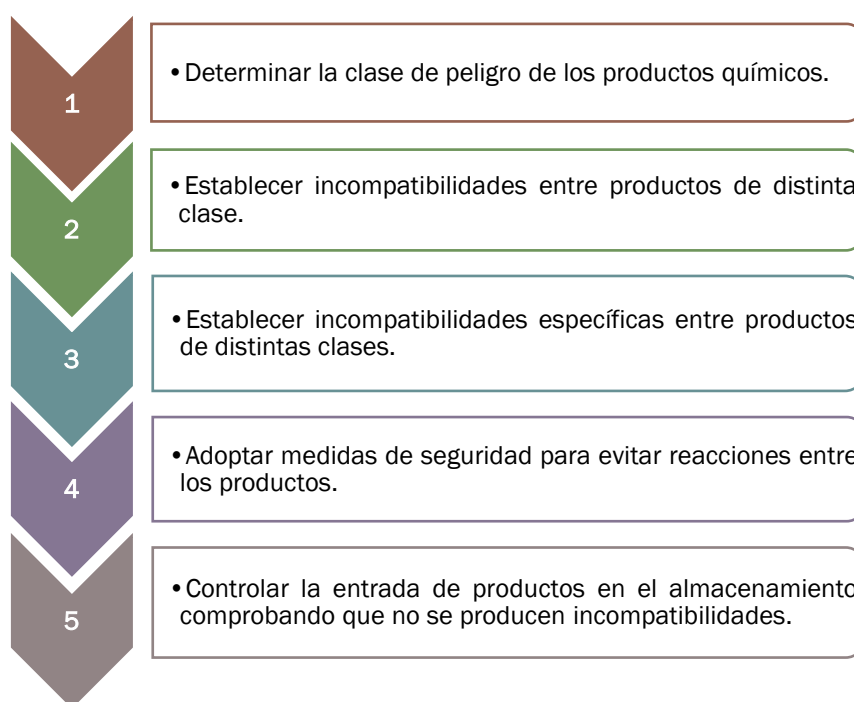 1
•Determinar la clase de peligro de los productos químicos.
2
•Establecer incompatibilidades entre productos de distinta
clase.
3
•Establecer incompatibilidades específicas entre productos
de distintas clases.
4
•Adoptar medidas de seguridad para evitar reacciones entre
los productos.
5
•Controlar la entrada de productos en el almacenamiento
comprobando que no se producen incompatibilidades.